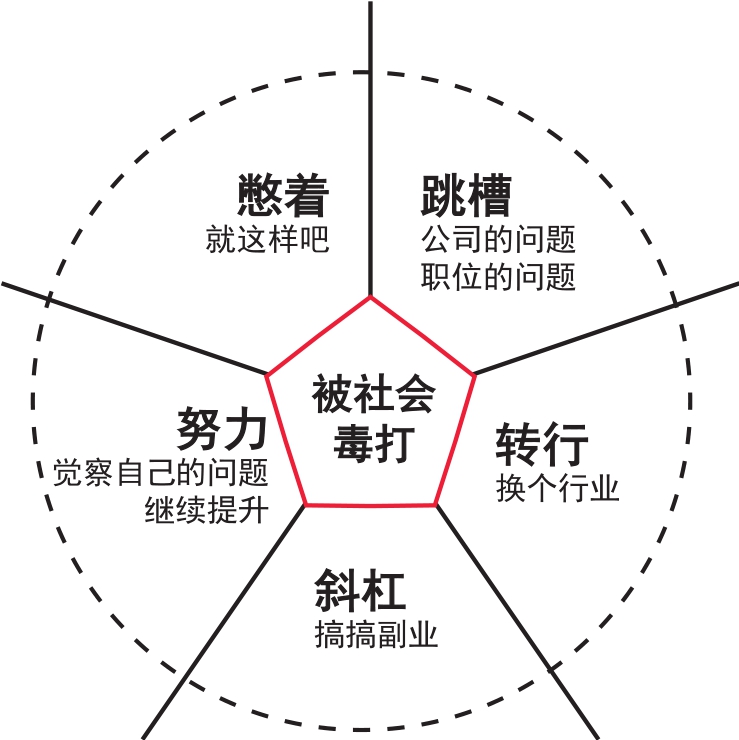 憋着
就这样吧
跳槽
公司的问题
职位的问题
被社会
毒打
努力
觉察自己的问题
继续提升
转行
换个行业
斜杠
搞搞副业